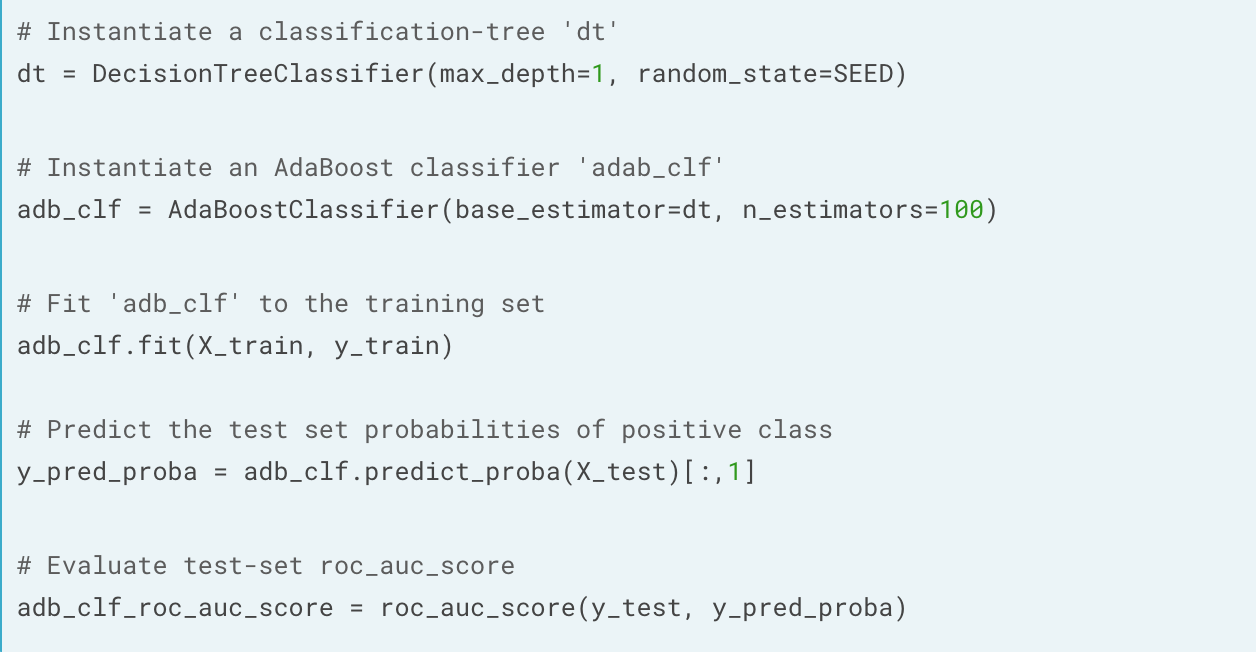 # Instantiate a classification-tree 'dt'
dt = DecisionTreeClassifier(max_depth=1, random_state=SEED)
# Instantiate an AdaBoost classifier 'adab_clf'
adb_clf = AdaBoostClassifier(base_estimator=dt, n_estimators=100)
# Fit 'adb_clf' to the training set
adb_clf.fit(X_train, y_train)
# Predict the test set probabilities of positive class
y_pred_proba = adb_clf.predict_proba(X_test)[:,1]
# Evaluate test-set roc_auc_score
adb_clf_roc_auc_score = roc_auc_score(y_test, y_pred_proba)